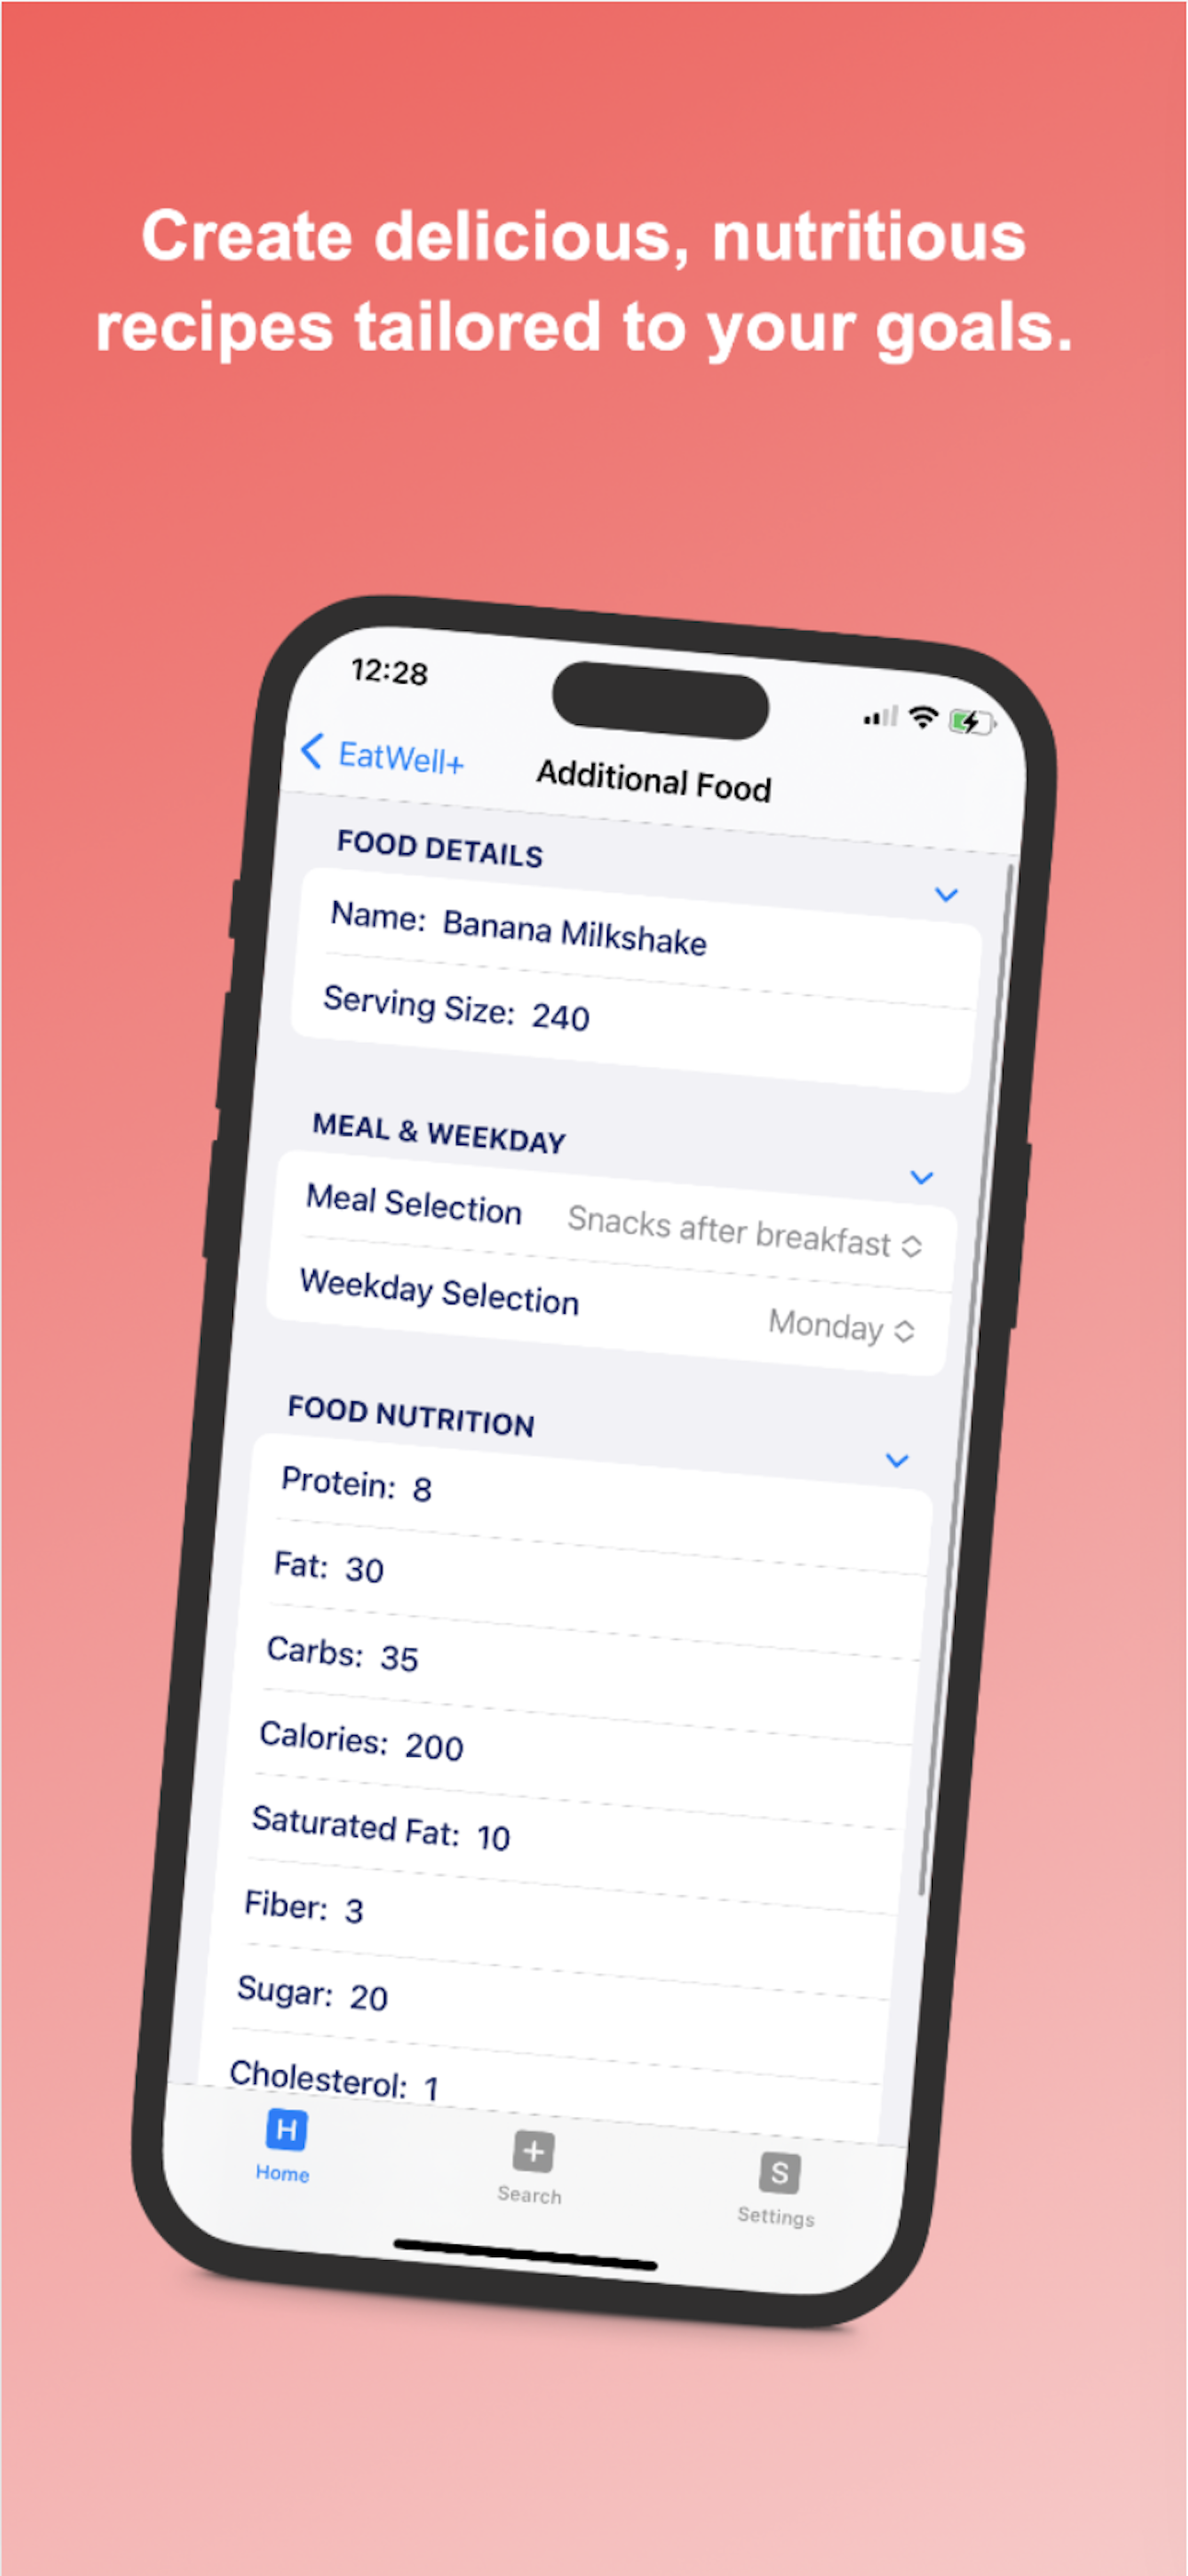 Create delicious, nutritious
recipes tailored to your goals.
12:28
EatWell+
Additional Food
FOOD DETAILS
Name: Banana Milkshake
Serving Size: 240
MEAL & WEEKDAY
Meal Selection Snacks after breakfast
Weekday Selection Monday
FOOD NUTRITION
Protein: 8
Fat: 30
Carbs: 35
Calories: 200
Saturated Fat: 10
Fiber: 3
Sugar: 20
Cholesterol: 1
H + S
Home Search Settings